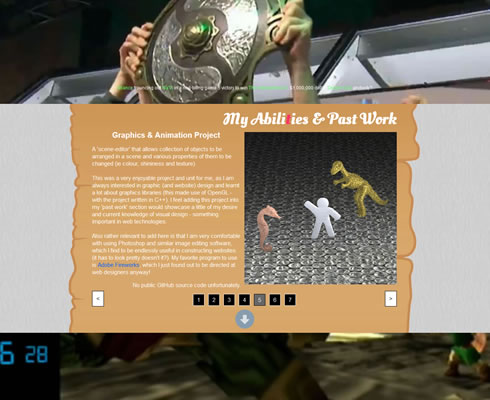 My Abilities & Past Work
Graphics & Animation Project
A 'scene editor' that allows collection of objects to be
arranged in a scene and various properties of them to be
changed (ie colour, shininess and texture).
This was a very enjoyable project and unit for me, as I am
always interested in graphic (and website) design and learnt
a lot about graphics libraries (this made use of OpenGL -
with the project written in C++). I feel adding this project into
my 'past work' section would showcase a little of my desire
and current knowledge of visual design - something
important in web technologies.
Also rather relevant to add here is that I am very comfortable
with using Photoshop and similar image editing software,
which I find to be endlessly useful in constructing websites
(it has to look pretty doesn't it?). My favorite program to use
is Adobe Fireworks, which I just found out to be directed at
web designers anyway!
No public GitHub source code unfortunately.
< 1 2 3 4 5 6 7 >
6 28